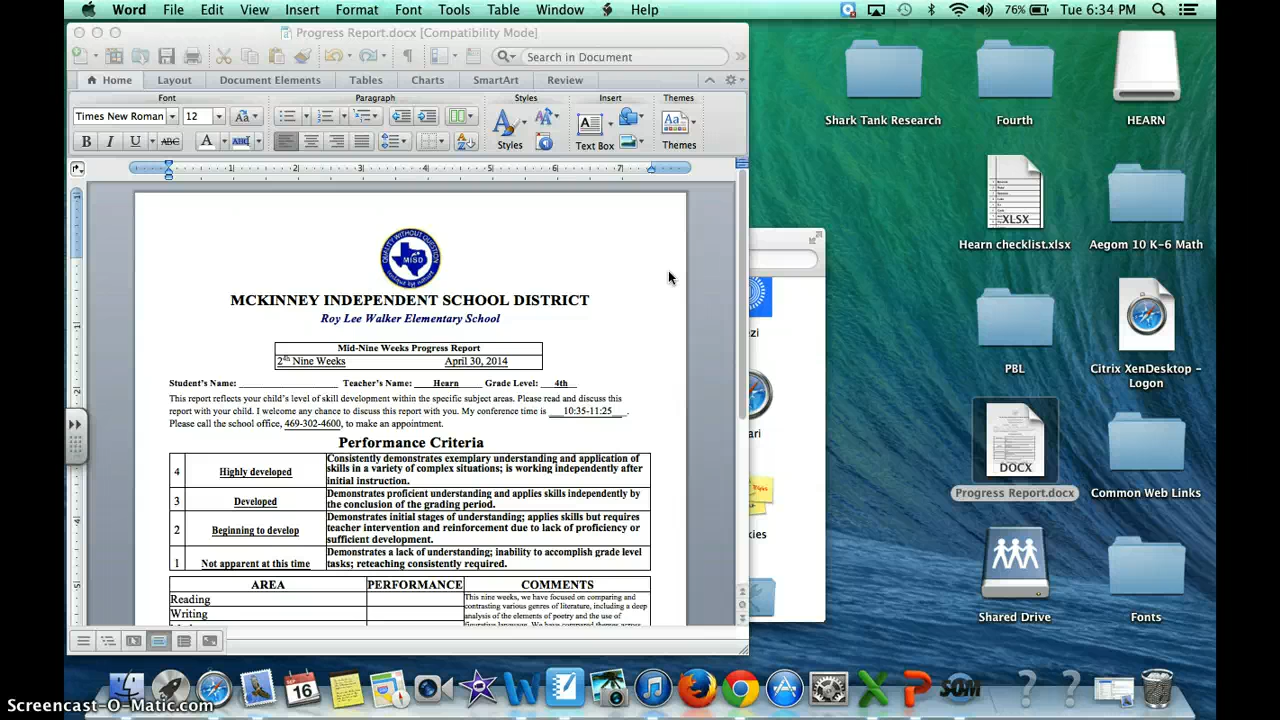 Word File Edit View Insert Format Font Tools Table Window Help
76% Tue 6:34 PM
Progress Report.docx [Compatibility Mode]
Search in Document
Home Layout Document Elements Tables Charts SmartArt Review
Font Paragraph Styles Insert Themes
Times New Roman 12
Styles Text Box Themes
MISD
MCKINNEY INDEPENDENT SCHOOL DISTRICT
Roy Lee Walker Elementary School
Mid-Nine Weeks Progress Report
2th Nine Weeks April 30, 2014
Student's Name: Teacher's Name: Hearn Grade Level: 4th
This report reflects your child's level of skill development within the specific subject areas. Please read and discuss this
report with your child. I welcome any chance to discuss this report with you. My conference time is 10:35-11:25.
Please call the school office, 469-302-4600, to make an appointment.
Performance Criteria
4 Highly developed Consistently demonstrates exemplary understanding and application of
skills in a variety of complex situations; is working independently after
initial instruction.
3 Developed Demonstrates proficient understanding and applies skills independently by
the conclusion of the grading period.
2 Beginning to develop Demonstrates initial stages of understanding; applies skills but requires
teacher intervention and reinforcement due to lack of proficiency or
sufficient development.
1 Not apparent at this time Demonstrates a lack of understanding; inability to accomplish grade level
tasks; reteaching consistently required.
AREA PERFORMANCE COMMENTS
Reading
Writing
This nine weeks, we have focused on comparing and
contrasting various genres of literature, including a deep
analysis of the elements of poetry and the use of
zi
ari
kies
Shark Tank Research
Fourth
HEARN
XLSX
Hearn checklist.xlsx
Aegom 10 K-6 Math
PBL
Citrix XenDesktop -
Logon
DOCX
Progress Report.docx
Common Web Links
Shared Drive
Fonts
SEP
16
SQM
Screencast-O-Matic.com